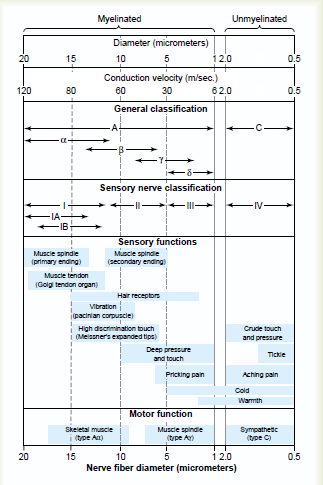 Myelinated Unmyelinated
Diameter (micrometers)
20 15 10 5 1 2.0 0.5
Conduction velocity (m/sec.)
120 80 60 30 6 2.0 0.5
General classification
A C
α
β
γ
δ
Sensory nerve classification
I II III IV
IA
IB
Sensory functions
Muscle spindle Muscle spindle
(primary ending) (secondary ending)
Muscle tendon
(Golgi tendon organ)
Hair receptors
Vibration
(pacinian corpuscle)
High discrimination touch Crude touch
(Meissner's expanded tips) and pressure
Deep pressure
and touch Tickle
Pricking pain Aching pain
Cold
Warmth
Motor function
Skeletal muscle Muscle spindle Sympathetic
(type Aα) (type Aγ) (type C)
20 15 10 5 1 2.0 0.5
Nerve fiber diameter (micrometers)